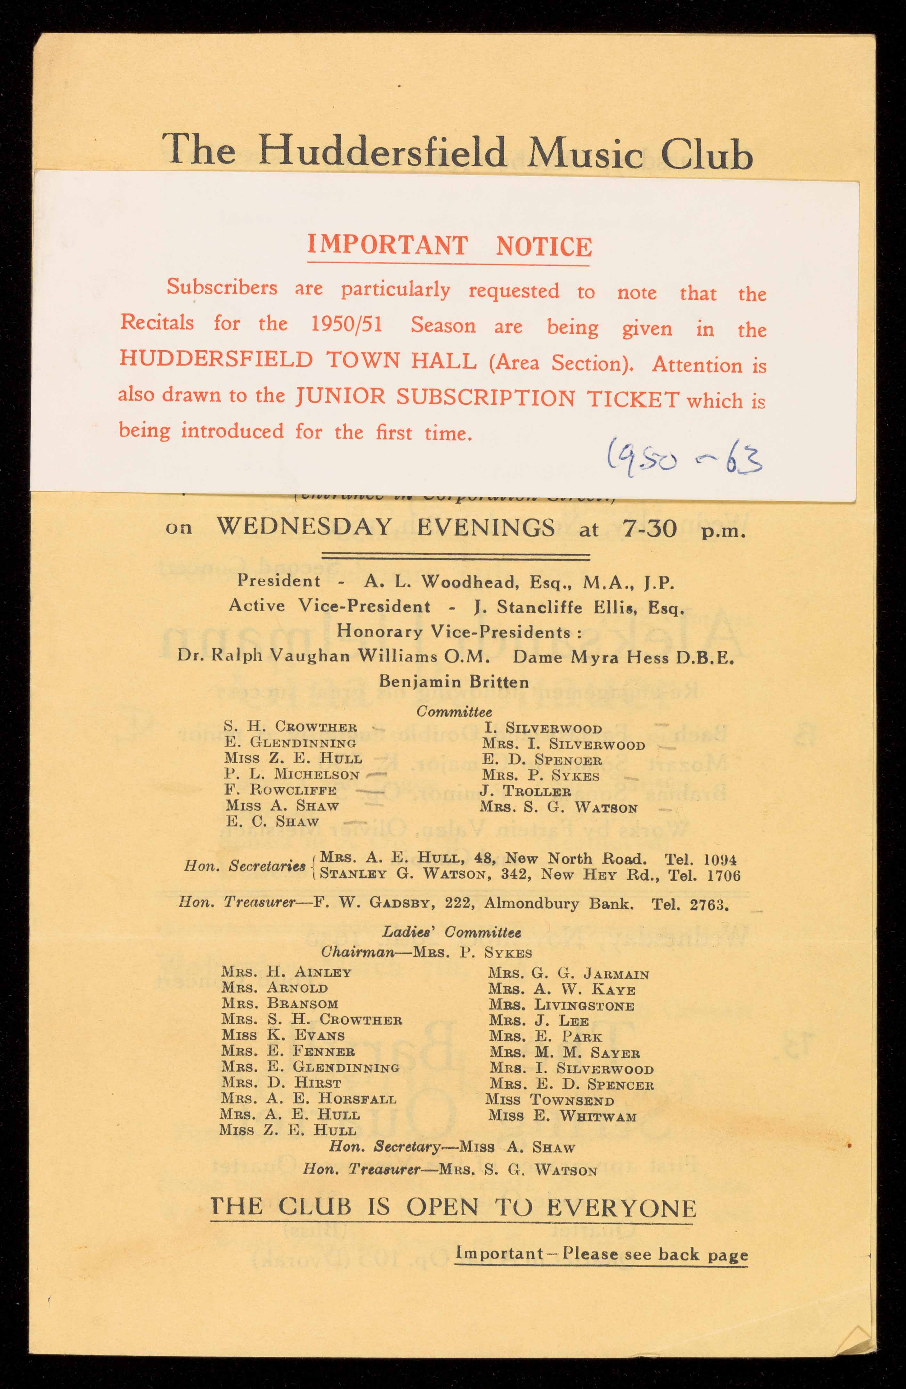 The Huddersfield Music Club
IMPORTANT NOTICE
Subscribers are particularly requested to note that the
Recitals for the 1950/51 Season are being given in the
HUDDERSFIELD TOWN HALL (Area Section). Attention is
also drawn to the JUNIOR SUBSCRIPTION TICKET which is
being introduced for the first time.
1950-63
on WEDNESDAY EVENINGS at 7-30 p.m.
President - A. L. Woodhead, Esq., M.A., J.P.
Active Vice-President - J. Stancliffe Ellis, Esq.
Honorary Vice-Presidents :
Dr. Ralph Vaughan Williams O.M. Dame Myra Hess D.B.E.
Benjamin Britten
Committee
S. H. CROWTHER
E. GLENDINNING
MISS Z. E. HULL
P. L. MICHELSON
F. ROWCLIFFE
MISS A. SHAW
E. C. SHAW
I. SILVERWOOD
MRS. I. SILVERWOOD
E. D. SPENCER
MRS. P. SYKES
J. TROLLER
MRS. S. G. WATSON
Hon. Secretaries { MRS. A. E. HULL, 48, New North Road. Tel. 1094
STANLEY G. WATSON, 342, New HEY Rd., Tel. 1706
Hon. Treasurer—F. W. GADSBY, 222, Almondbury Bank. Tel. 2763.
Ladies' Committee
Chairman—MRS. P. SYKES
MRS. H. AINLEY
MRS. ARNOLD
MRS. BRANSOM
MRS. S. H. CROWTHER
MISS K. EVANS
MRS. E. FENNER
MRS. E. GLENDINNING
MRS. D. HIRST
MRS. A. E. HORSFALL
MRS. A. E. HULL
MISS Z. E. HULL
MRS. G. G. JARMAIN
MRS. A. W. KAYE
MRS. LIVINGSTONE
MRS. J. LEE
MRS. E. PARK
MRS. M. M. SAYER
MRS. I. SILVERWOOD
MRS. E. D. SPENCER
MISS TOWNSEND
MISS E. WHITWAM
Hon. Secretary—MISS A. SHAW
Hon. Treasurer—MRS. S. G. WATSON
THE CLUB IS OPEN TO EVERYONE
Important—Please see back page